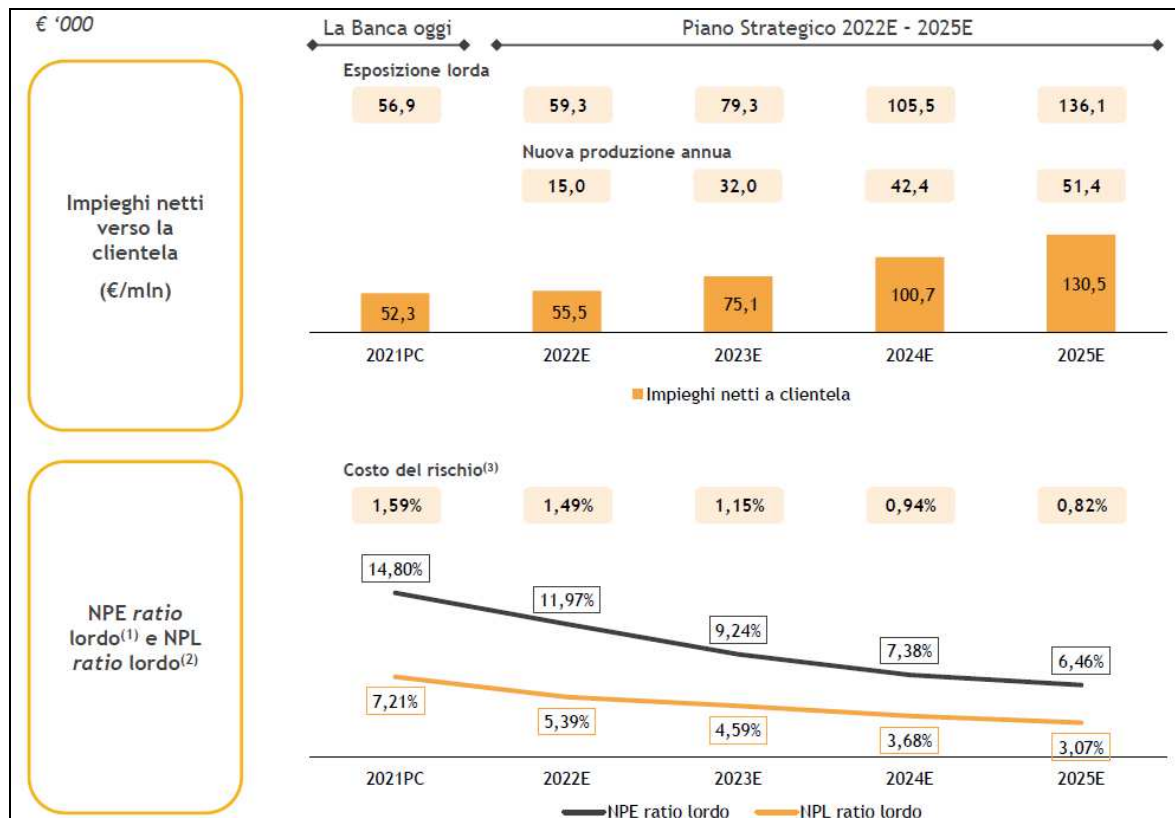 € '000
La Banca oggi
Piano Strategico 2022E - 2025E
Esposizione lorda
56,9 59,3 79,3 105,5 136,1
Nuova produzione annua
15,0 32,0 42,4 51,4
Impieghi netti
verso la
clientela
(€/mln)
52,3 55,5 75,1 100,7 130,5
2021PC 2022E 2023E 2024E 2025E
Impieghi netti a clientela
Costo del rischio(3)
1,59% 1,49% 1,15% 0,94% 0,82%
NPE ratio
lordo(1) e NPL
ratio lordo(2)
14,80% 11,97% 9,24% 7,38% 6,46%
7,21% 5,39% 4,59% 3,68% 3,07%
2021PC 2022E 2023E 2024E 2025E
NPE ratio lordo NPL ratio lordo